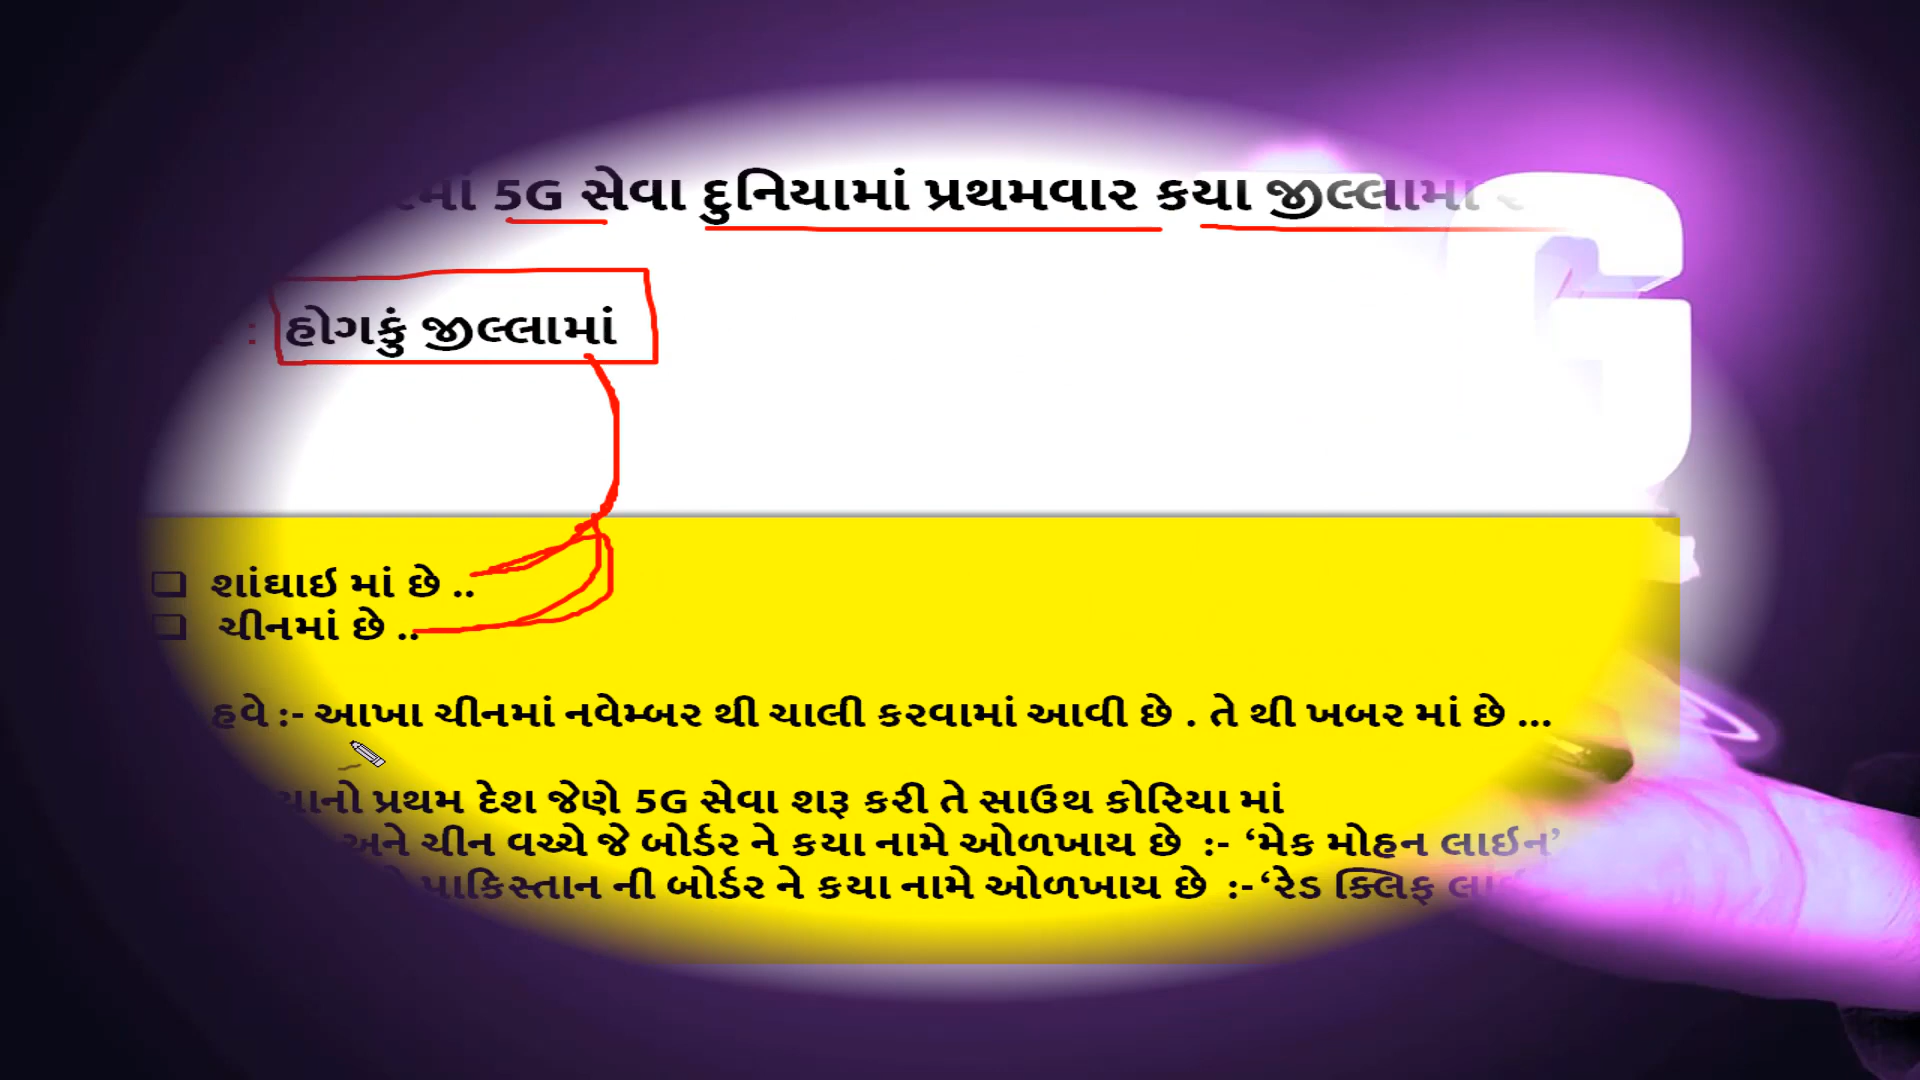 5G સેવા દુનિયામાં પ્રથમવાર કયા જીલ્લામા
: હોગકું જીલ્લામાં
શાંઘાઈ માં છે ..
ચીનમાં છે ..
હવે :- આખા ચીનમાં નવેમ્બર થી ચાલી કરવામાં આવી છે . તે થી ખબર માં છે ...
પ્રથમ દેશ જેણે 5G સેવા શરૂ કરી તે સાઉથ કોરિયા માં
અને ચીન વચ્ચે જે બોર્ડર ને કયા નામે ઓળખાય છે :- ‘મેક મોહન લાઈન’
પાકિસ્તાન ની બોર્ડર ને કયા નામે ઓળખાય છે :-‘રેડ ક્લિફ
G